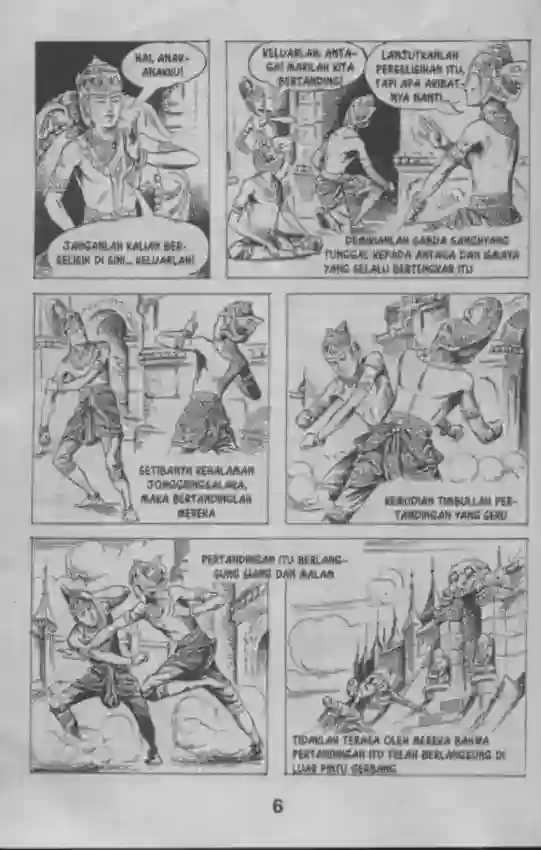 HAI, ANAK-
ANAKKU!
JANGANLAH KALIAN BER-
SELISIH DI SINI... KELUARLAH!
KELUARLAH, ANTA-
GA! MARILAH KITA
BERTANDING!
LANJUTKANLAH
PERSELISIHAN ITU,
TAPI APA AKIBAT-
NYA NANTI...
DEMIKIANLAH SABDA SANGHYANG
TUNGGAL KEPADA ANTAGA DAN ISMAYA
YANG SELALU BERTENGKAR ITU
SETIBANYA KEHALAMAN
JONGGRINGSALAKA,
MAKA BERTANDINGLAH
MEREKA
KEMUDIAN TIMBULLAH PER-
TANDINGAN YANG SERU
PERTANDINGAN ITU BERLANG-
SUNG SIANG DAN MALAM
TIDAKLAH TERASA OLEH MEREKA BAHWA
PERTANDINGAN ITU TELAH BERLANGSUNG DI
LUAR PINTU GERBANG
6